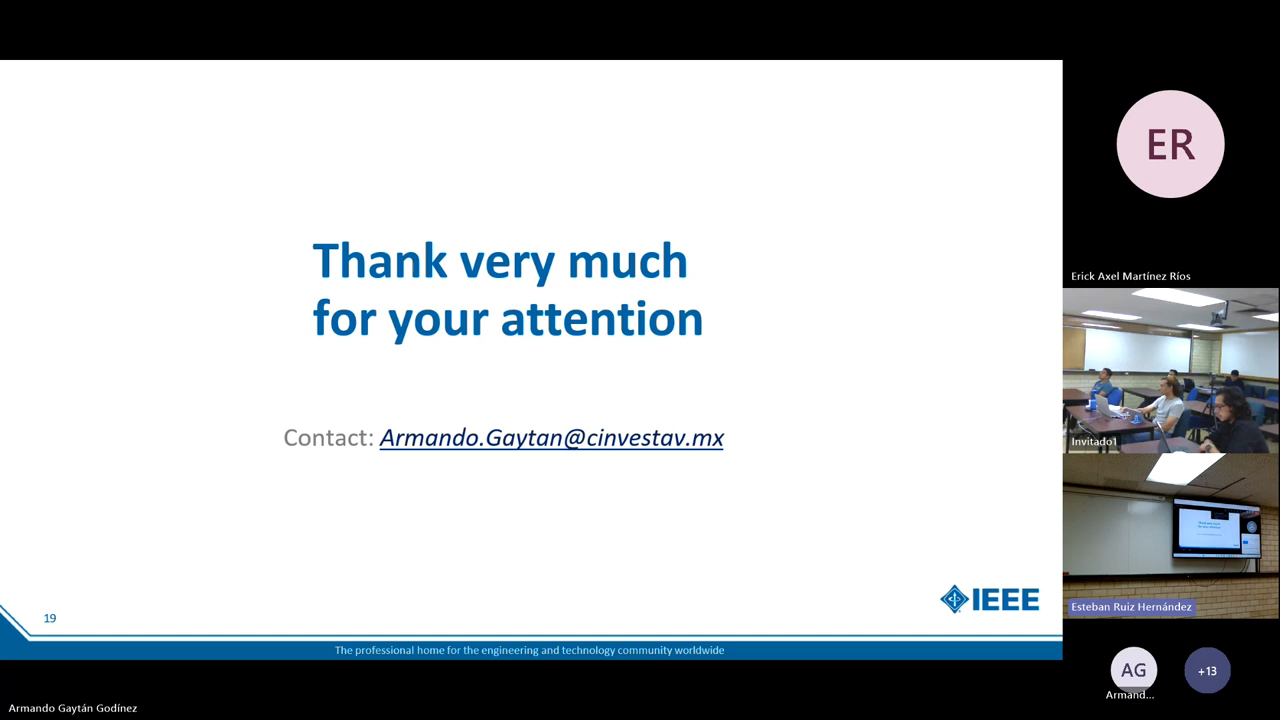 Thank very much
for your attention
Contact: Armando.Gaytan@cinvestav.mx
19
IEEE
The professional home for the engineering and technology community worldwide
Armando Gaytán Godínez
ER
Erick Axel Martínez Ríos
Invitado1
Esteban Ruiz Hernández
AG
+13
Armand...